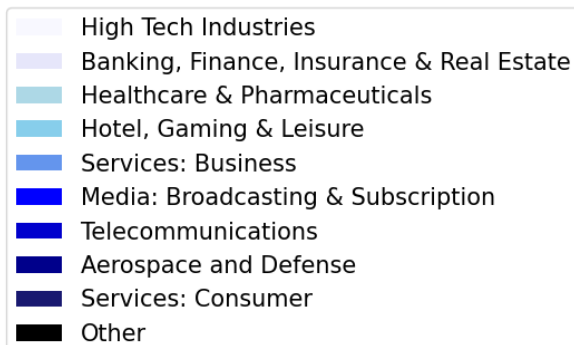 High Tech Industries
Banking, Finance, Insurance & Real Estate
Healthcare & Pharmaceuticals
Hotel, Gaming & Leisure
Services: Business
Media: Broadcasting & Subscription
Telecommunications
Aerospace and Defense
Services: Consumer
Other